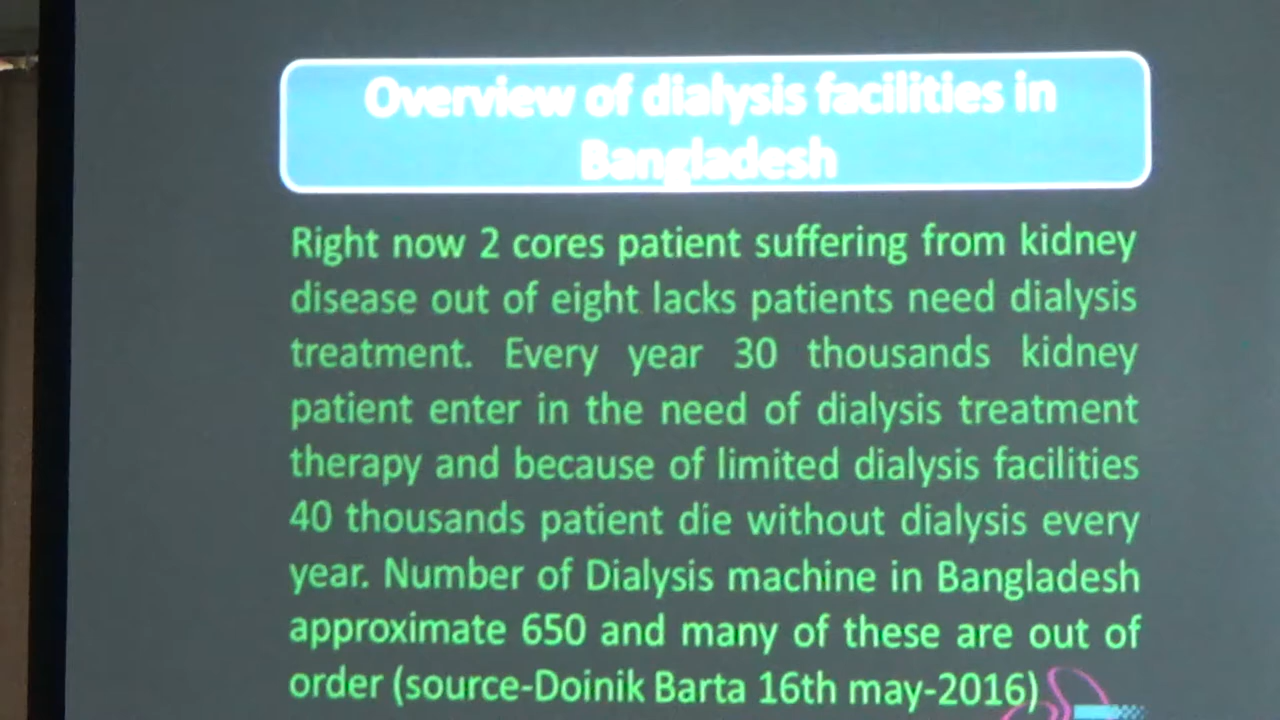 Overview of dialysis facilities in
Bangladesh
Right now 2 cores patient suffering from kidney
disease out of eight lacks patients need dialysis
treatment. Every year 30 thousands kidney
patient enter in the need of dialysis treatment
therapy and because of limited dialysis facilities
40 thousands patient die without dialysis every
year. Number of Dialysis machine in Bangladesh
approximate 650 and many of these are out of
order (source-Doinik Barta 16th may-2016)